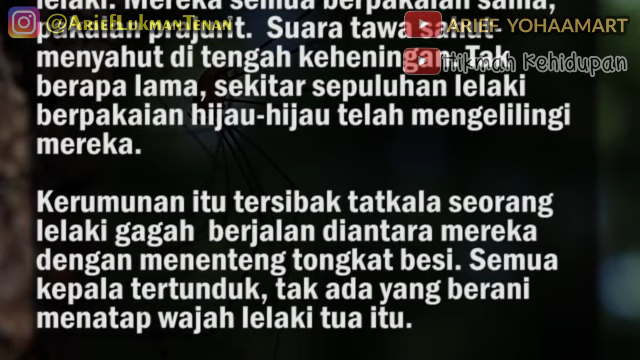 lelaki. Mereka semua berpakaian sama,
@AriefLukmanTenan
ARIEF YOHAAMART
Suara tawa
Hikmah Kehidupan
menyahut di tengah keheningan. Tak
berapa lama, sekitar sepuluhan lelaki
berpakaian hijau-hijau telah mengelilingi
mereka.
Kerumunan itu tersibak tatkala seorang
lelaki gagah berjalan diantara mereka
dengan menenteng tongkat besi. Semua
kepala tertunduk, tak ada yang berani
menatap wajah lelaki tua itu.